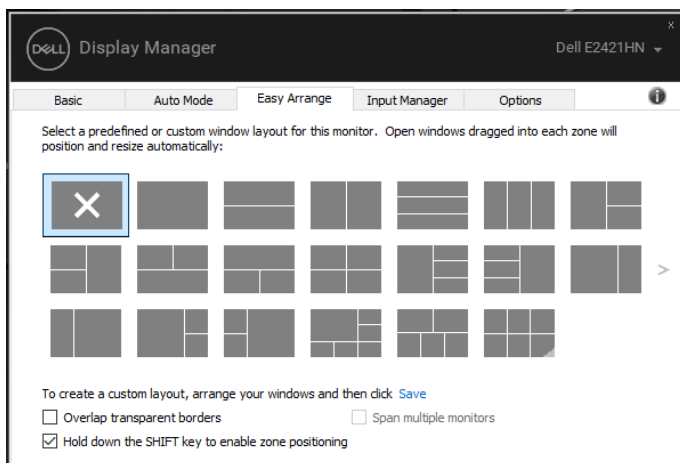 DELL Display Manager
Dell E2421HN
Basic Auto Mode Easy Arrange Input Manager Options
Select a predefined or custom window layout for this monitor. Open windows dragged into each zone will
position and resize automatically:
To create a custom layout, arrange your windows and then click Save
Overlap transparent borders Span multiple monitors
Hold down the SHIFT key to enable zone positioning